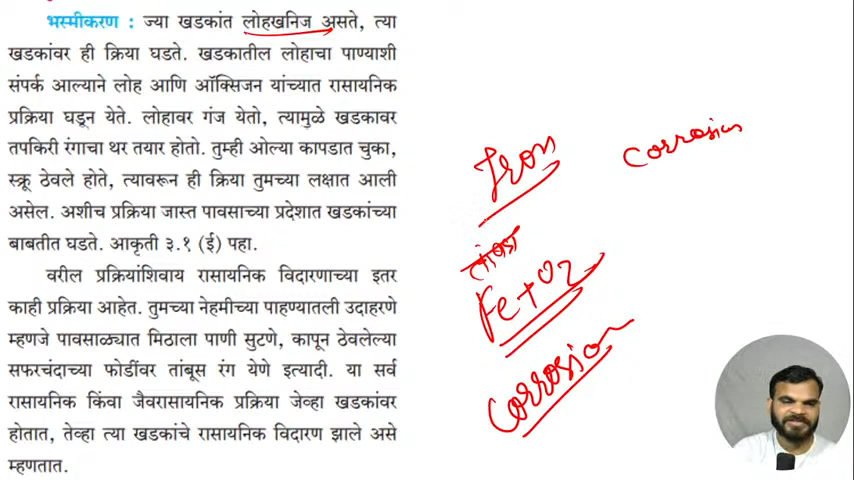 भस्मीकरण : ज्या खडकांत लोहखनिज असते, त्या
खडकांवर ही क्रिया घडते. खडकातील लोहाचा पाण्याशी
संपर्क आल्याने लोह आणि ऑक्सिजन यांच्यात रासायनिक
प्रक्रिया घडून येते. लोहावर गंज येतो, त्यामुळे खडकावर
तपकिरी रंगाचा थर तयार होतो. तुम्ही ओल्या कापडात चुका,
स्क्रू ठेवले होते, त्यावरून ही क्रिया तुमच्या लक्षात आली
असेल. अशीच प्रक्रिया जास्त पावसाच्या प्रदेशात खडकांच्या
बाबतीत घडते. आकृती ३.१ (ई) पहा.
वरील प्रक्रियांशिवाय रासायनिक विदारणाच्या इतर
काही प्रक्रिया आहेत. तुमच्या नेहमीच्या पाहण्यातली उदाहरणे
म्हणजे पावसाळ्यात मिठाला पाणी सुटणे, कापून ठेवलेल्या
सफरचंदाच्या फोडींवर तांबूस रंग येणे इत्यादी. या सर्व
रासायनिक किंवा जैवरासायनिक प्रक्रिया जेव्हा खडकांवर
होतात, तेव्हा त्या खडकांचे रासायनिक विदारण झाले असे
म्हणतात.
Iron
Corrosion
Fe + O2
Corrosion